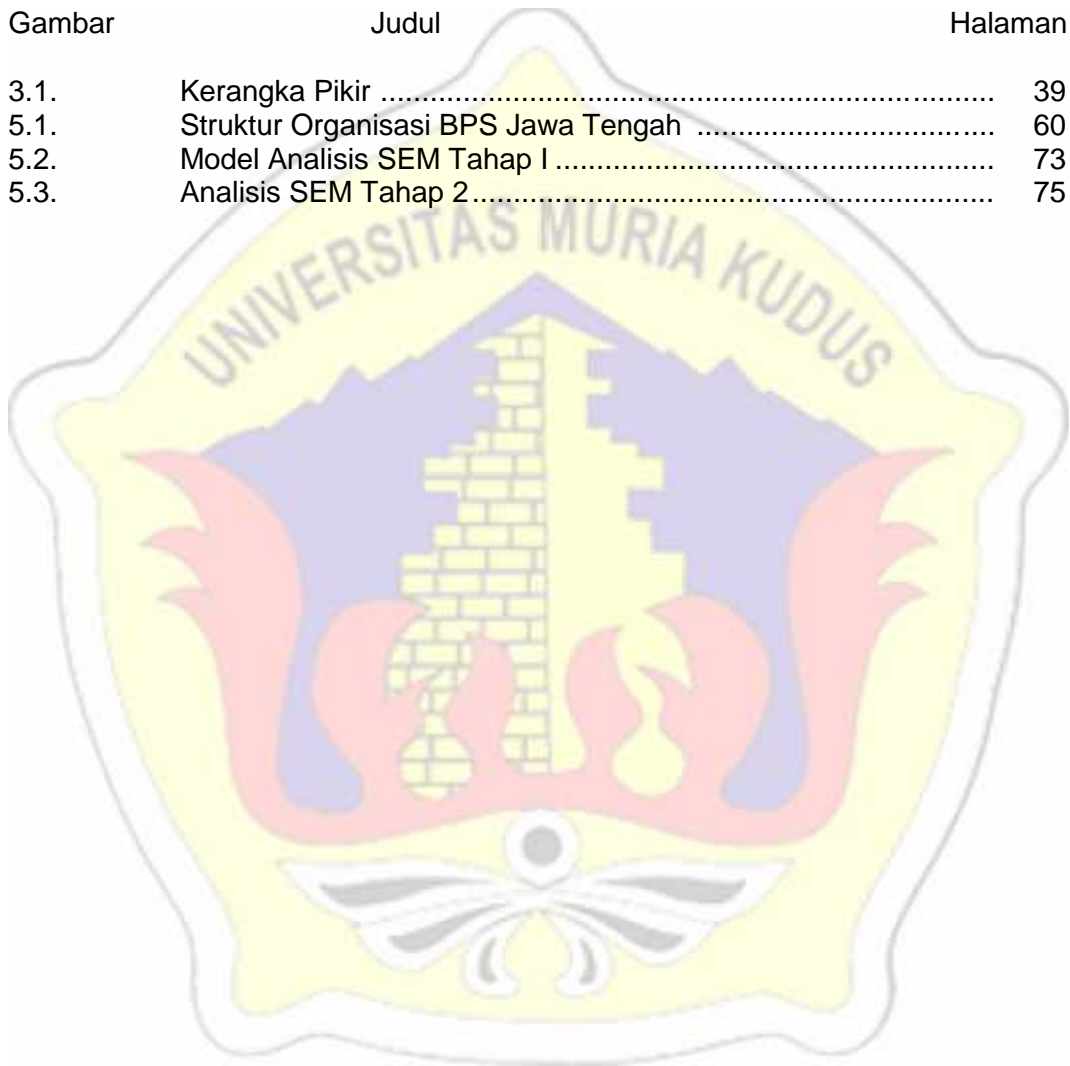 Gambar Judul Halaman
3.1. Kerangka Pikir ........................................................................... 39
5.1. Struktur Organisasi BPS Jawa Tengah .................................... 60
5.2. Model Analisis SEM Tahap I ..................................................... 73
5.3. Analisis SEM Tahap 2............................................................... 75
UNIVERSITAS MURIA KUDUS